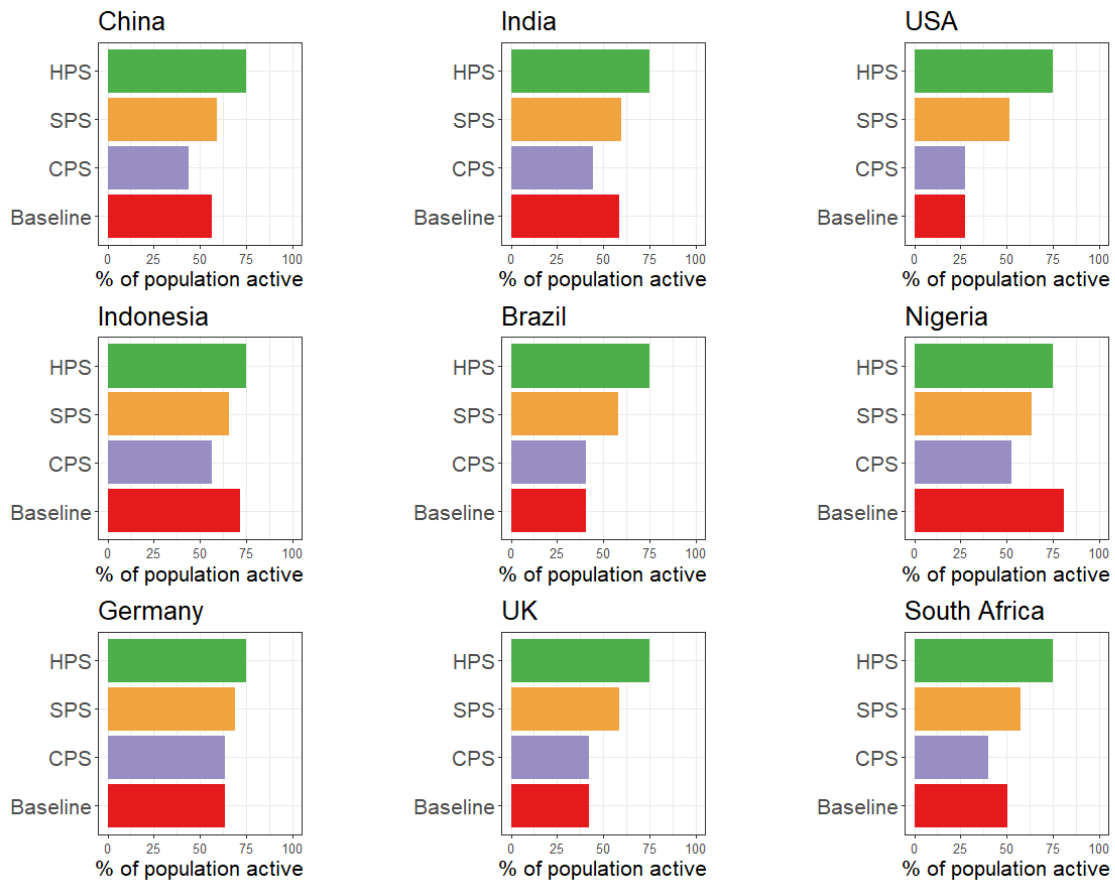 China
HPS
SPS
CPS
Baseline
0 25 50 75 100
% of population active
India
HPS
SPS
CPS
Baseline
0 25 50 75 100
% of population active
USA
HPS
SPS
CPS
Baseline
0 25 50 75 100
% of population active
Indonesia
HPS
SPS
CPS
Baseline
0 25 50 75 100
% of population active
Brazil
HPS
SPS
CPS
Baseline
0 25 50 75 100
% of population active
Nigeria
HPS
SPS
CPS
Baseline
0 25 50 75 100
% of population active
Germany
HPS
SPS
CPS
Baseline
0 25 50 75 100
% of population active
UK
HPS
SPS
CPS
Baseline
0 25 50 75 100
% of population active
South Africa
HPS
SPS
CPS
Baseline
0 25 50 75 100
% of population active